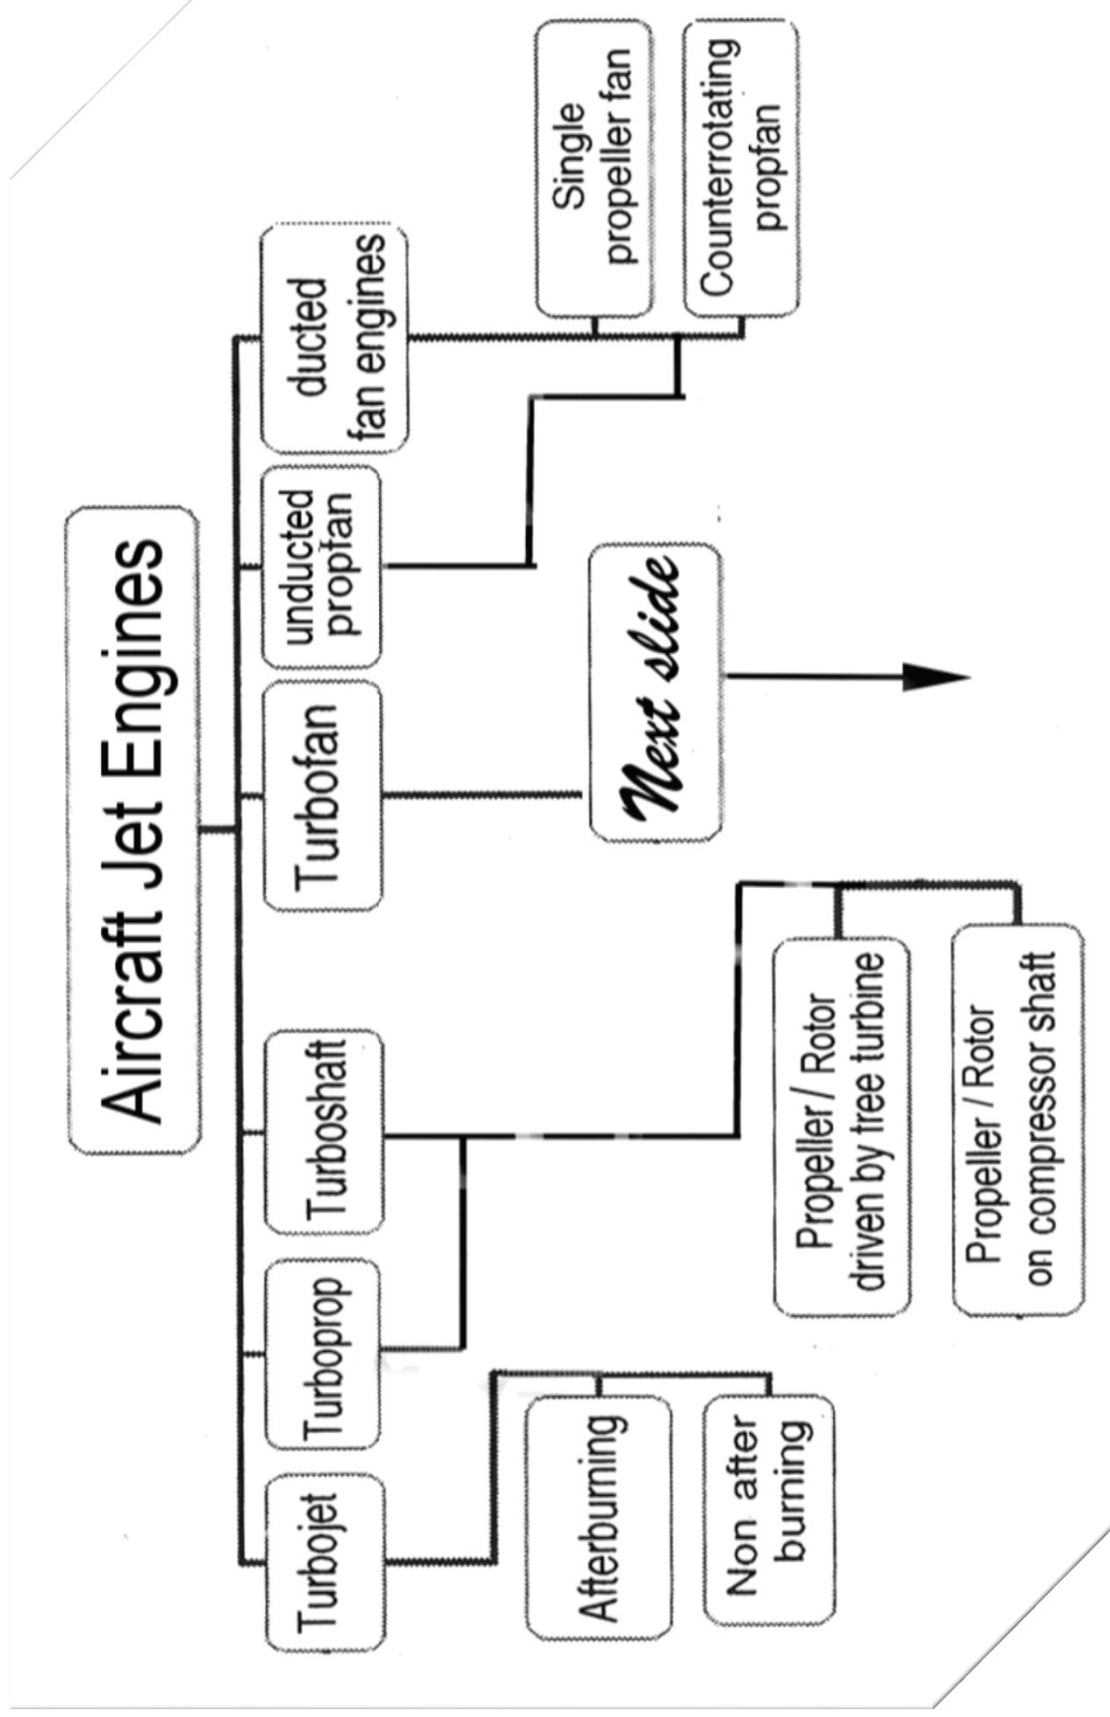 Aircraft Jet Engines
Turbojet
Turboprop
Turboshaft
Turbofan
unducted
propfan
ducted
fan engines
Afterburning
Non after
burning
Propeller / Rotor
driven by tree turbine
Propeller / Rotor
on compressor shaft
Next slide
Single
propeller fan
Counterrotating
propfan